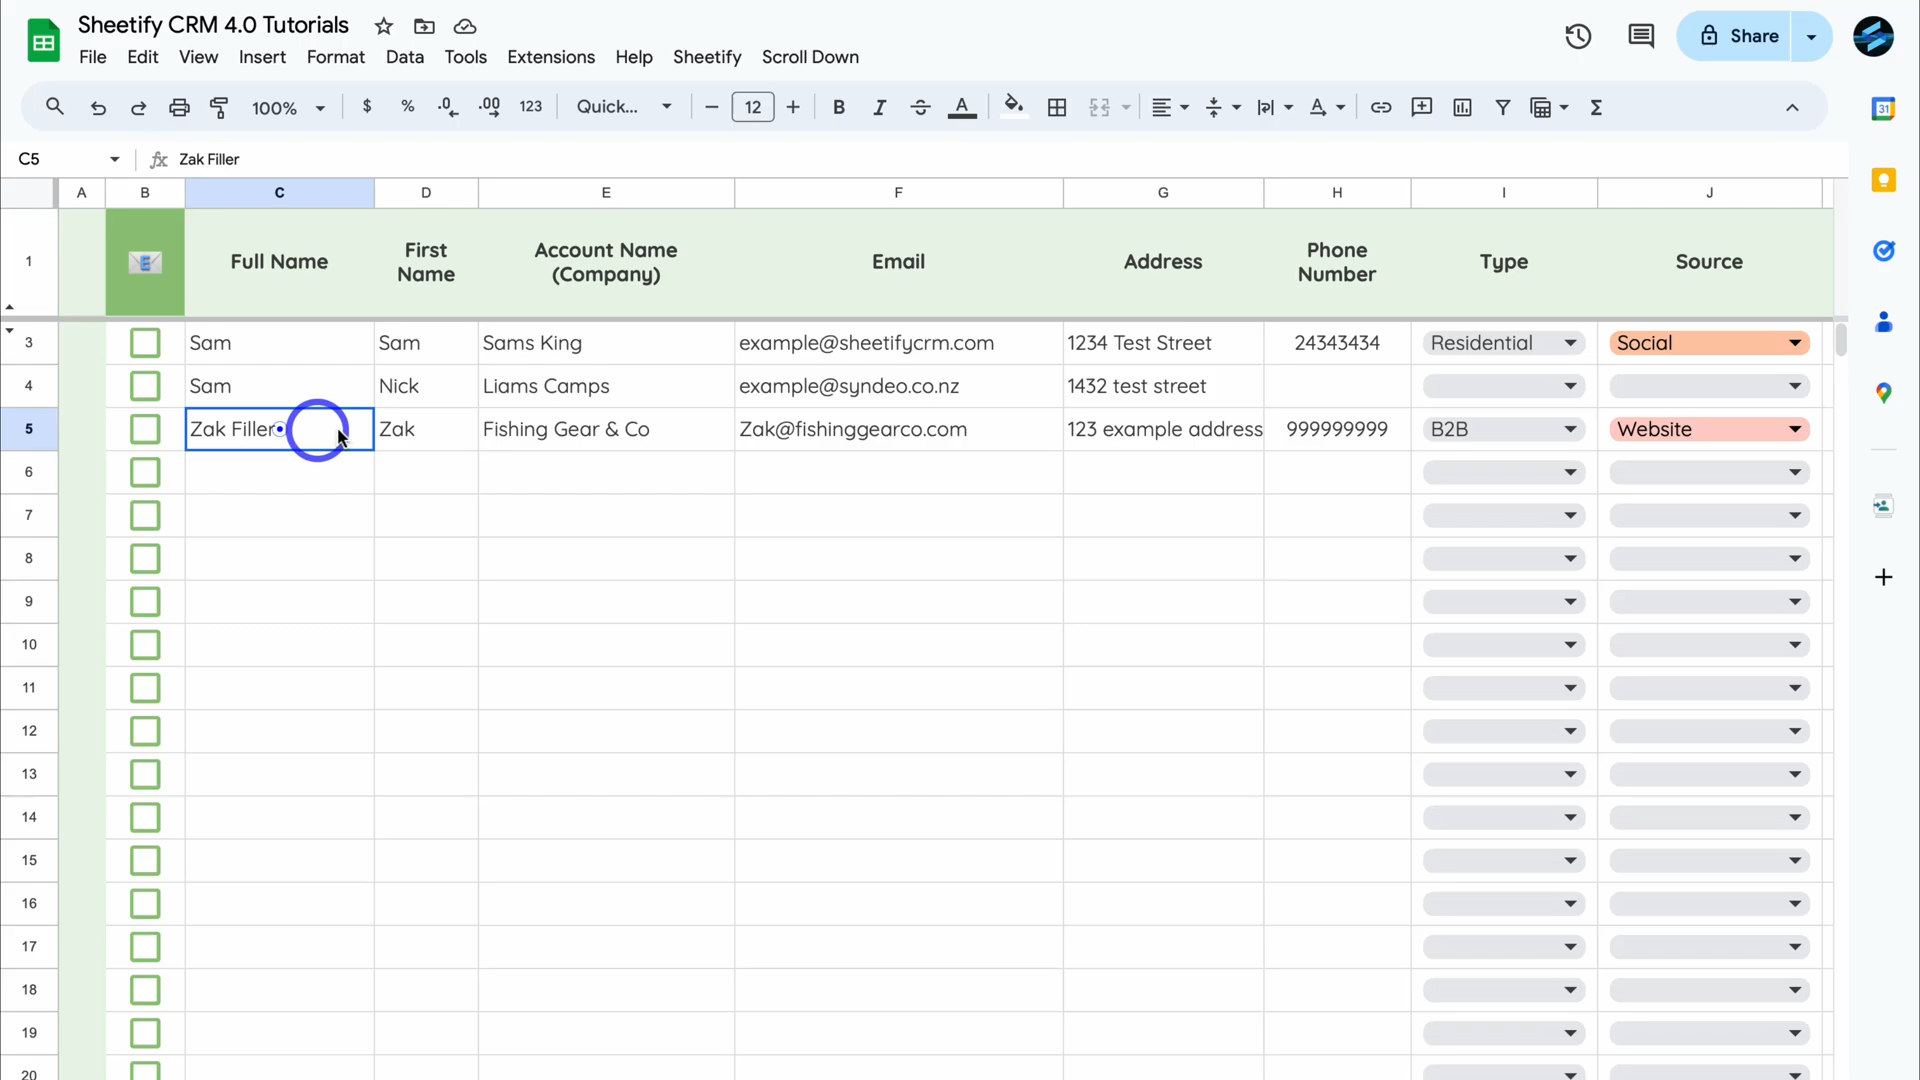 Sheetify CRM 4.0 Tutorials
File Edit View Insert Format Data Tools Extensions Help Sheetify Scroll Down
Share
100% $ % .0 .00 123 Quick... 12 B I S A
31
C5 fx Zak Filler
A B C D E F G H I J
1 E Full Name First Name Account Name (Company) Email Address Phone Number Type Source
3 Sam Sam Sams King example@sheetifycrm.com 1234 Test Street 24343434 Residential Social
4 Sam Nick Liams Camps example@syndeo.co.nz 1432 test street
5 Zak Filler Zak Fishing Gear & Co Zak@fishinggearco.com 123 example address 999999999 B2B Website
6
7
8
9
10
11
12
13
14
15
16
17
18
19
20